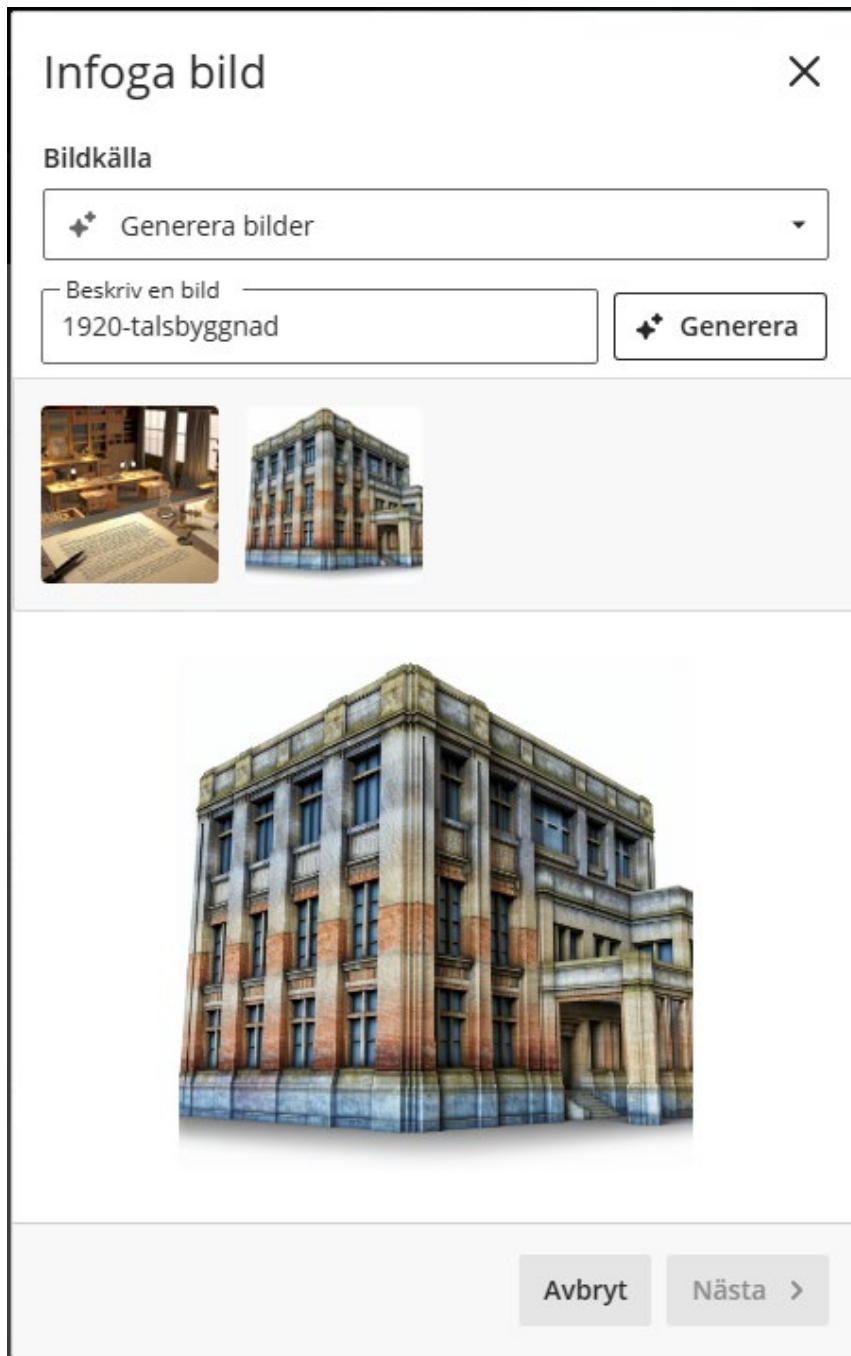 Infoga bild
Bildkälla
Generera bilder
Beskriv en bild
1920-talsbyggnad
Generera
Avbryt
Nästa